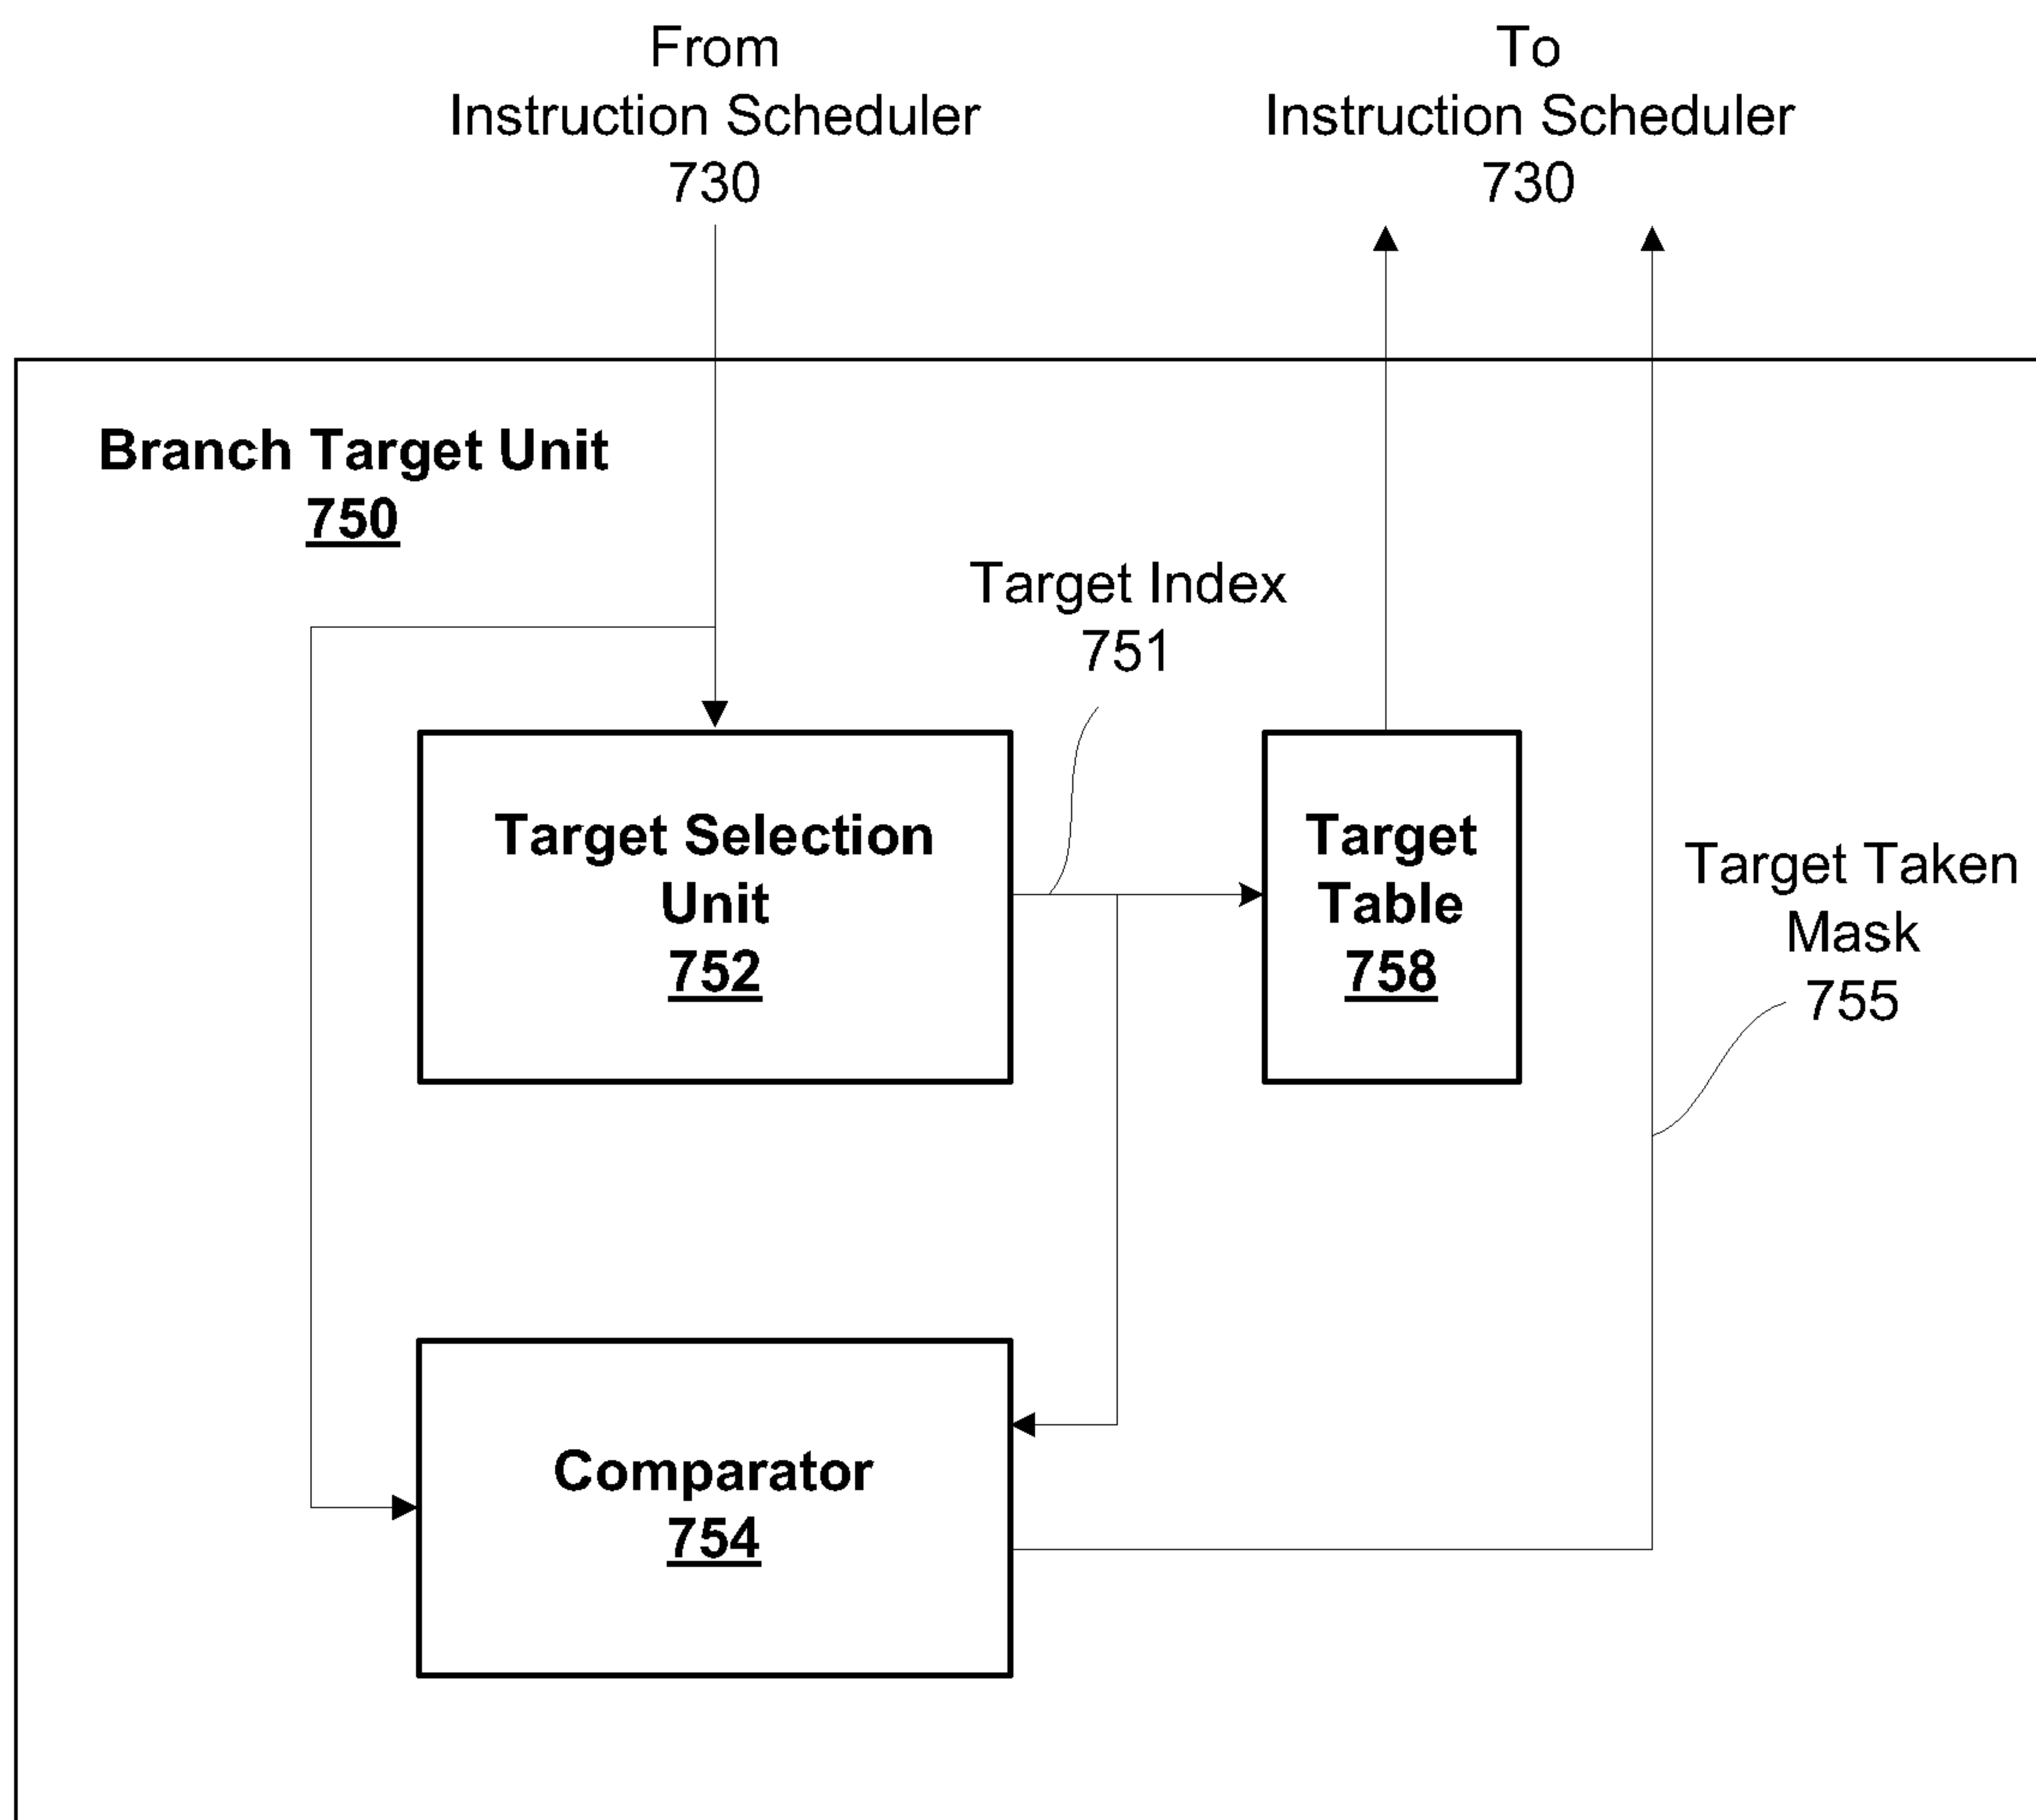 From
Instruction Scheduler
730
To
Instruction Scheduler
730
Branch Target Unit
750
Target Index
751
Target Selection
Unit
752
Target
Table
758
Target Taken
Mask
755
Comparator
754